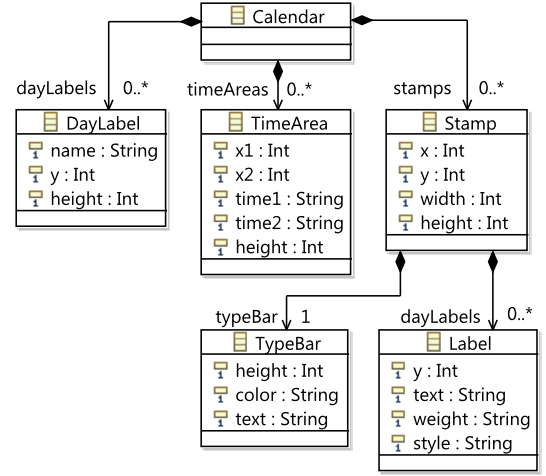 Calendar
dayLabels 0..*
timeAreas 0..*
stamps 0..*
DayLabel
name : String
y : Int
height : Int
TimeArea
x1 : Int
x2 : Int
time1 : String
time2 : String
height : Int
Stamp
x : Int
y : Int
width : Int
height : Int
typeBar 1
dayLabels 0..*
TypeBar
height : Int
color : String
text : String
Label
y : Int
text : String
weight : String
style : String